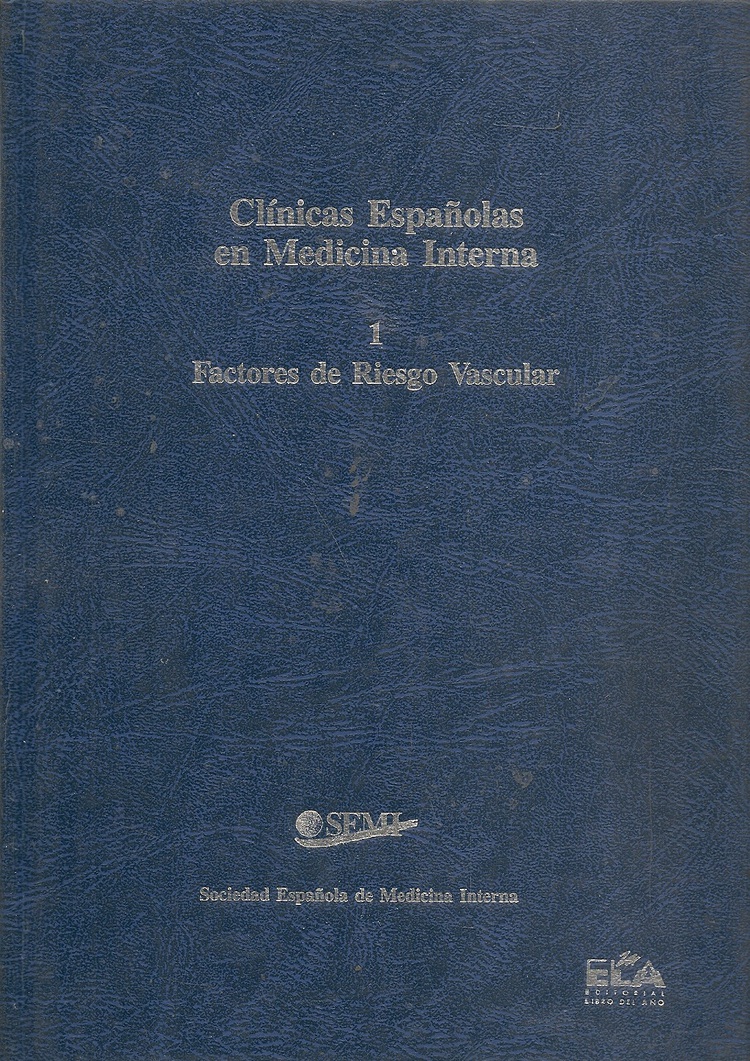 Clínicas Españolas
en Medicina Interna
1
Factores de Riesgo Vascular
SEMI
Sociedad Española de Medicina Interna
ELA
EDITORIAL
LIBRO DEL AÑO